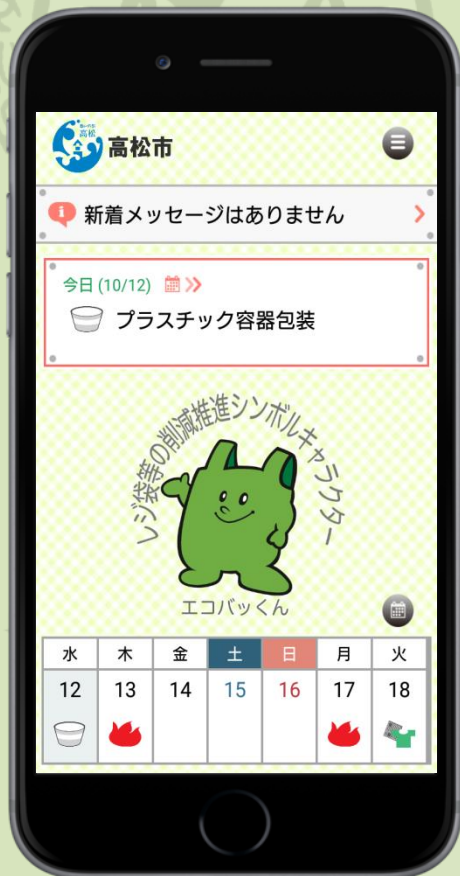 高松市
新着メッセージはありません
今日 (10/12)
プラスチック容器包装
レジ袋等の削減推進シンボルキャラクター
エコバッくん
水 木 金 土 日 月 火
12 13 14 15 16 17 18